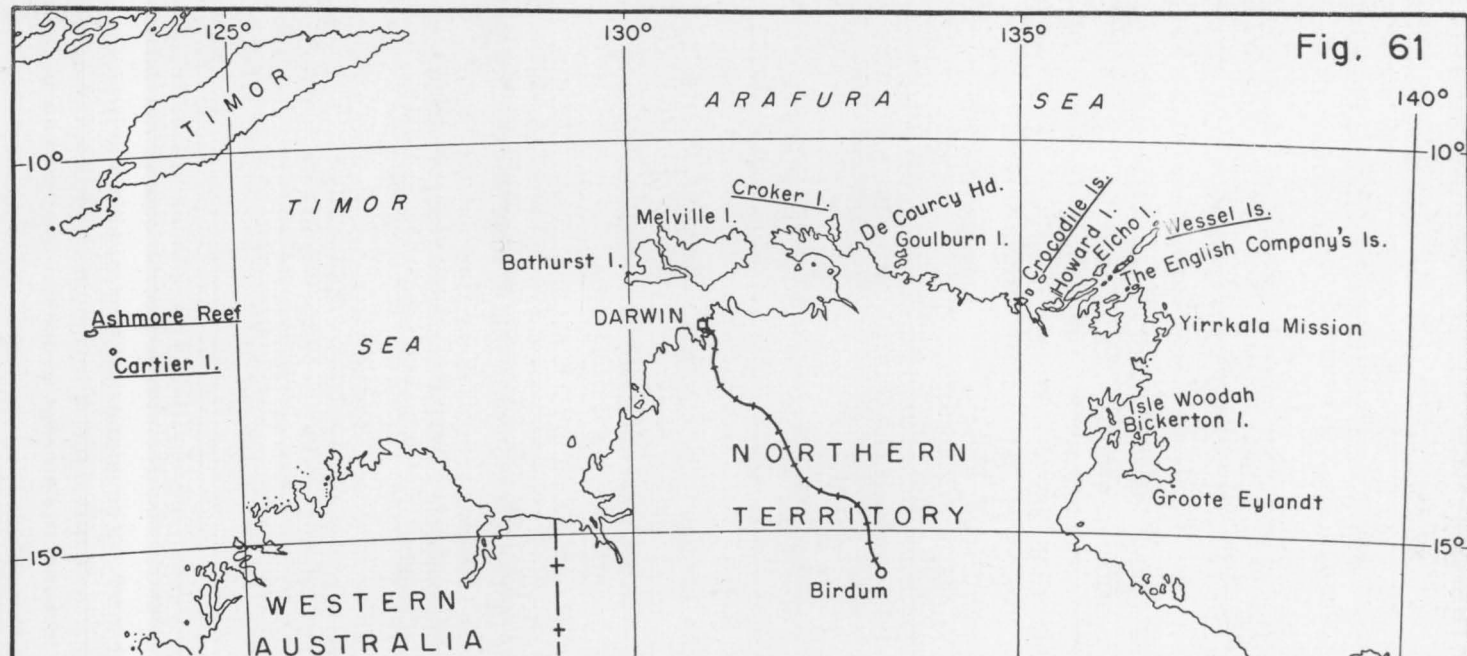 125°
130°
135°
Fig. 61
140°
TIMOR
ARAFURA SEA
10°
10°
TIMOR
SEA
Croker I.
De Courcy Hd.
Melville I.
Goulburn I.
Bathurst I.
Crocodile Is.
Howard I.
Elcho I.
Wessel Is.
The English Company's Is.
Ashmore Reef
DARWIN
Yirrkala Mission
Cartier I.
Isle Woodah
Bickerton I.
NORTHERN
TERRITORY
Groote Eylandt
15°
15°
Birdum
WESTERN
AUSTRALIA